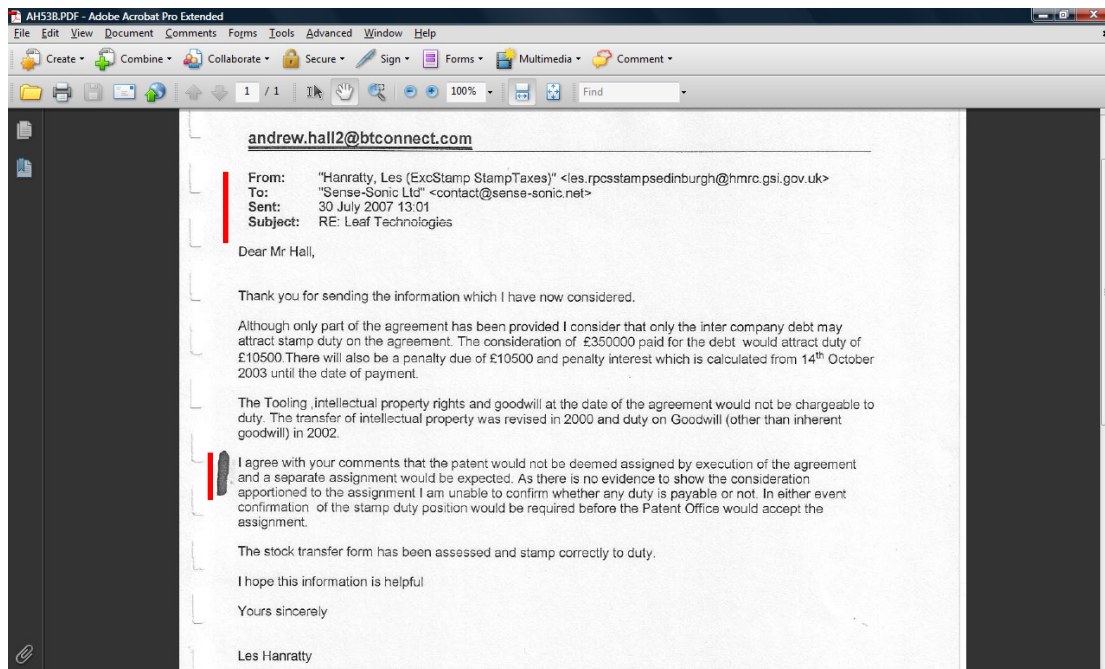 AH53B.PDF - Adobe Acrobat Pro Extended
File Edit View Document Comments Forms Tools Advanced Window Help
Create Combine Collaborate Secure Sign Forms Multimedia Comment
1 / 1 100% Find
andrew.hall2@btconnect.com
From: "Hanratty, Les (ExcStamp StampTaxes)" <les.rpcsstampsedinburgh@hmrc.gsi.gov.uk>
To: "Sense-Sonic Ltd" <contact@sense-sonic.net>
Sent: 30 July 2007 13:01
Subject: RE: Leaf Technologies
Dear Mr Hall,
Thank you for sending the information which I have now considered.
Although only part of the agreement has been provided I consider that only the inter company debt may
attract stamp duty on the agreement. The consideration of £350000 paid for the debt would attract duty of
£10500.There will also be a penalty due of £10500 and penalty interest which is calculated from 14th October
2003 until the date of payment.
The Tooling ,intellectual property rights and goodwill at the date of the agreement would not be chargeable to
duty. The transfer of intellectual property was revised in 2000 and duty on Goodwill (other than inherent
goodwill) in 2002.
I agree with your comments that the patent would not be deemed assigned by execution of the agreement
and a separate assignment would be expected. As there is no evidence to show the consideration
apportioned to the assignment I am unable to confirm whether any duty is payable or not. In either event
confirmation of the stamp duty position would be required before the Patent Office would accept the
assignment.
The stock transfer form has been assessed and stamp correctly to duty.
I hope this information is helpful
Yours sincerely
Les Hanratty